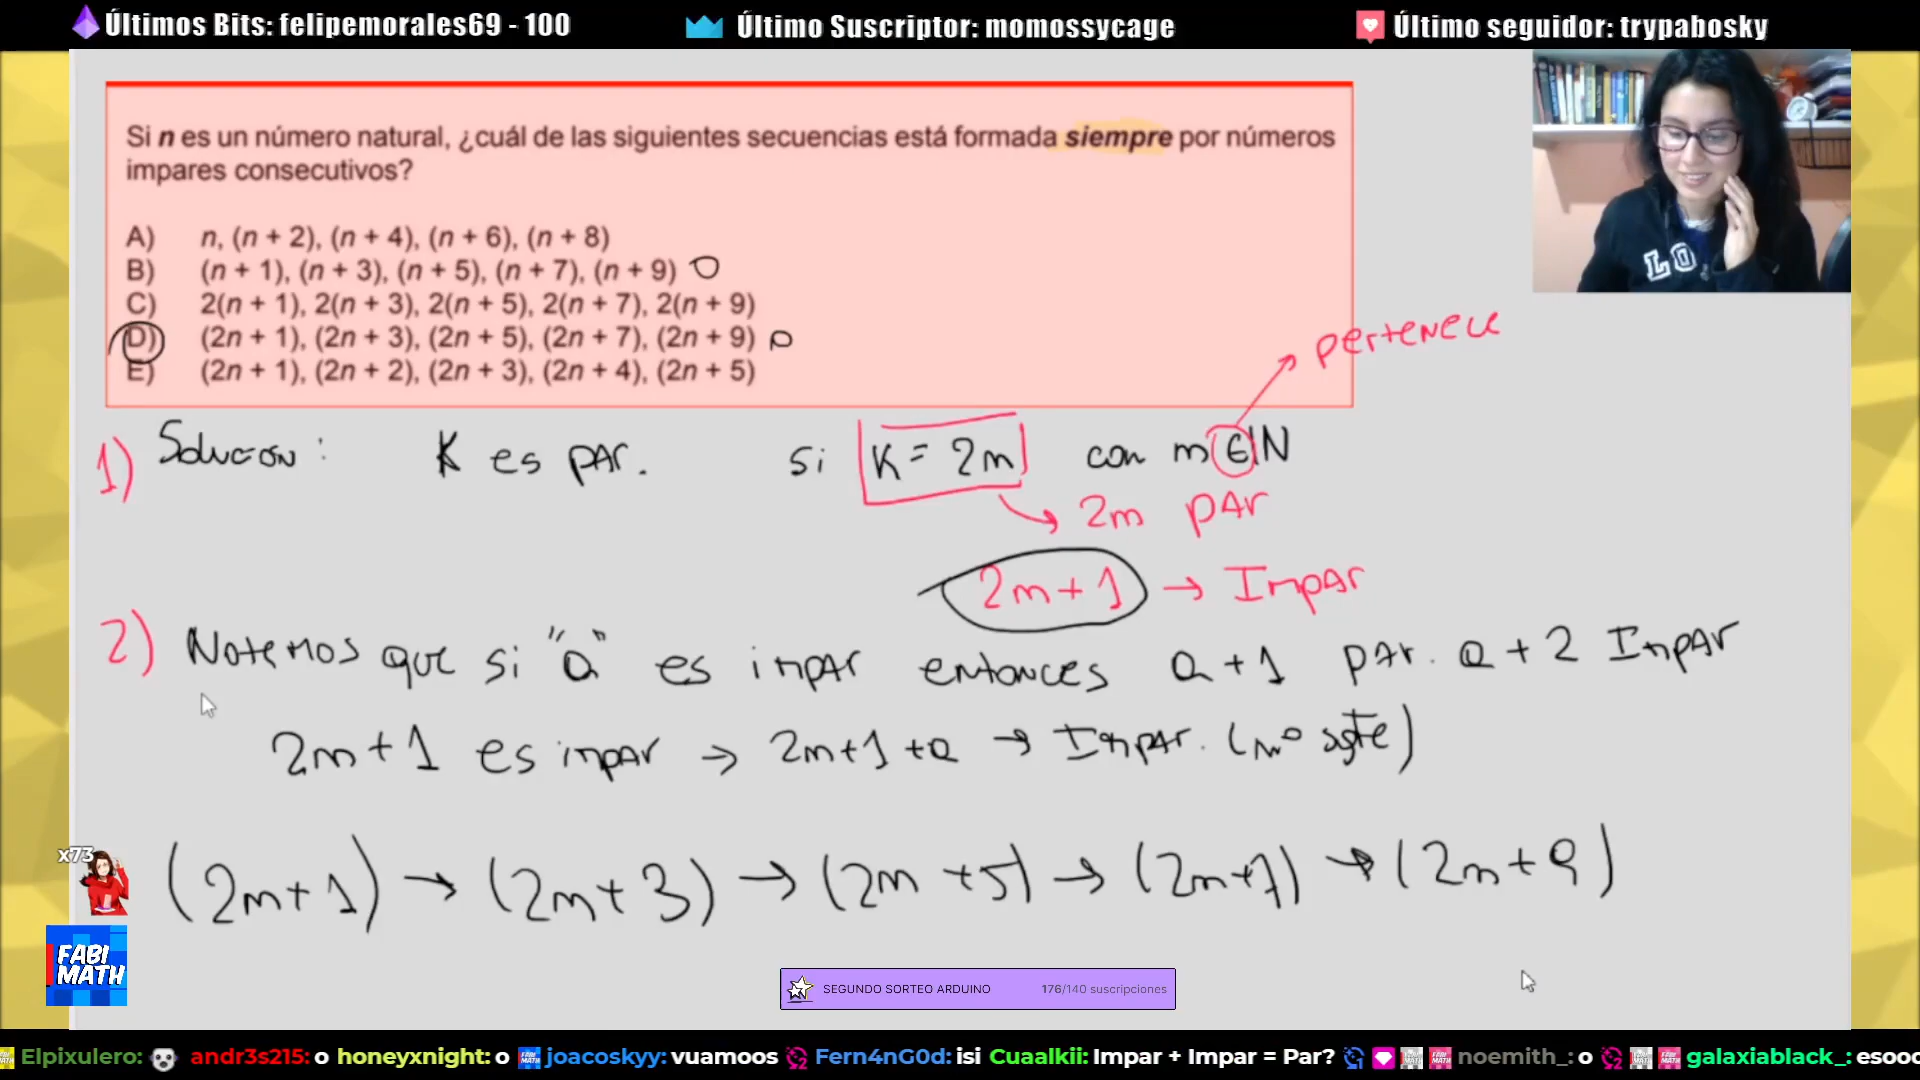 Últimos Bits: felipemorales69 - 100
Último Suscriptor: momossycage
Último seguidor: trypabosky
Si n es un número natural, ¿cuál de las siguientes secuencias está formada siempre por números
impares consecutivos?
A) n, (n + 2), (n + 4), (n + 6), (n + 8)
B) (n + 1), (n + 3), (n + 5), (n + 7), (n + 9)
C) 2(n + 1), 2(n + 3), 2(n + 5), 2(n + 7), 2(n + 9)
D) (2n + 1), (2n + 3), (2n + 5), (2n + 7), (2n + 9)
E) (2n + 1), (2n + 2), (2n + 3), (2n + 4), (2n + 5)
LO
pertenece
1) Solución: K es par. si K = 2m con m ∈ ℕ
2m par
2m+1 → Impar
2) Notemos que si "a" es impar entonces a+1 par. a+2 Impar
2m+1 es impar → 2m+1+2 → Impar. (no sgte)
(2m+1) → (2m+3) → (2m+5) → (2m+7) → (2m+9)
x73
FABI
MATH
SEGUNDO SORTEO ARDUINO 176/140 suscripciones
Elpixulero: andr3s215: o honeyxnight: o joacoskyy: vuamoos Fern4nG0d: isi Cuaalkii: Impar + Impar = Par? noemith_: o galaxiablack_: esooo